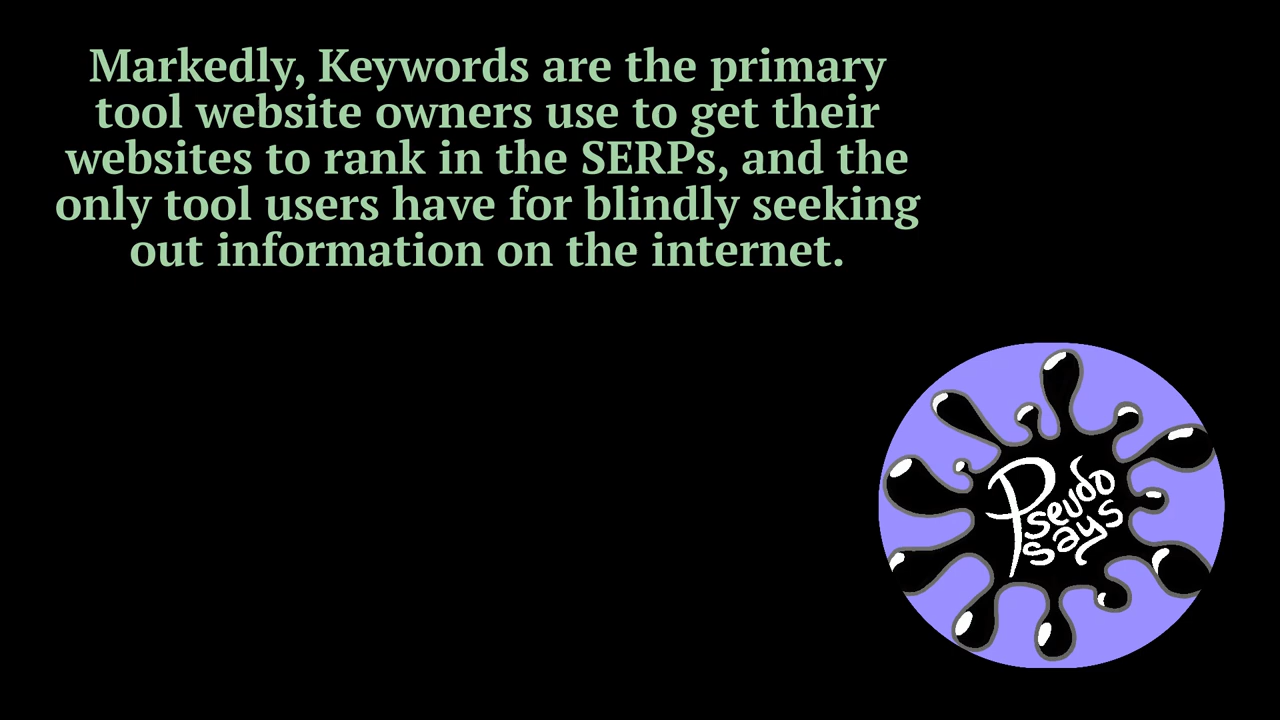 Markedly, Keywords are the primary
tool website owners use to get their
websites to rank in the SERPs, and the
only tool users have for blindly seeking
out information on the internet.
Pseudo
says